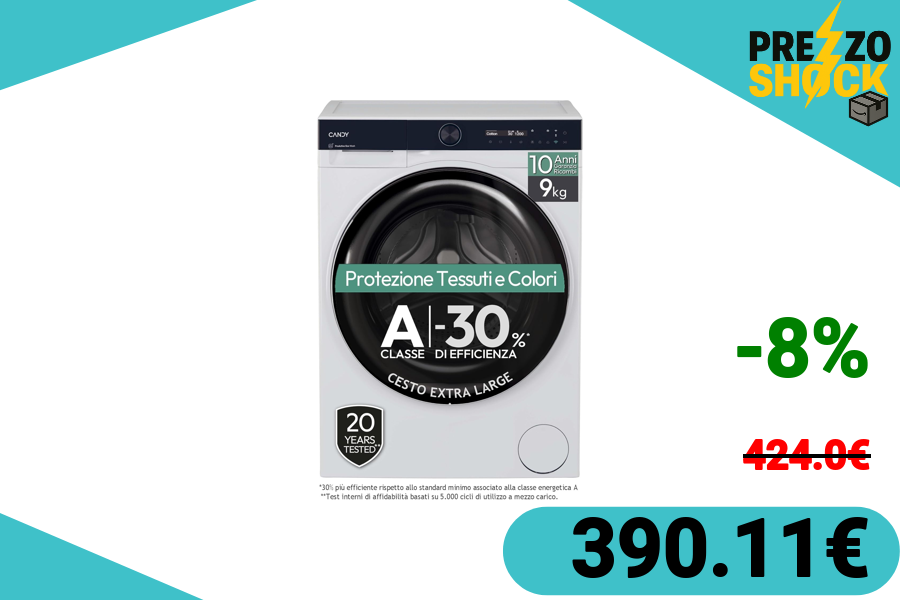 PREZZO
SHOCK
CANDY
10 Anni
Garanzia
Ricambi
9kg
Protezione Tessuti e Colori
A -30%*
CLASSE DI EFFICIENZA
CESTO EXTRA LARGE
20
YEARS
TESTED**
*30% più efficiente rispetto allo standard minimo associato alla classe energetica A
**Test interni di affidabilità basati su 5.000 cicli di utilizzo a mezzo carico.
-8%
424.0€
390.11€